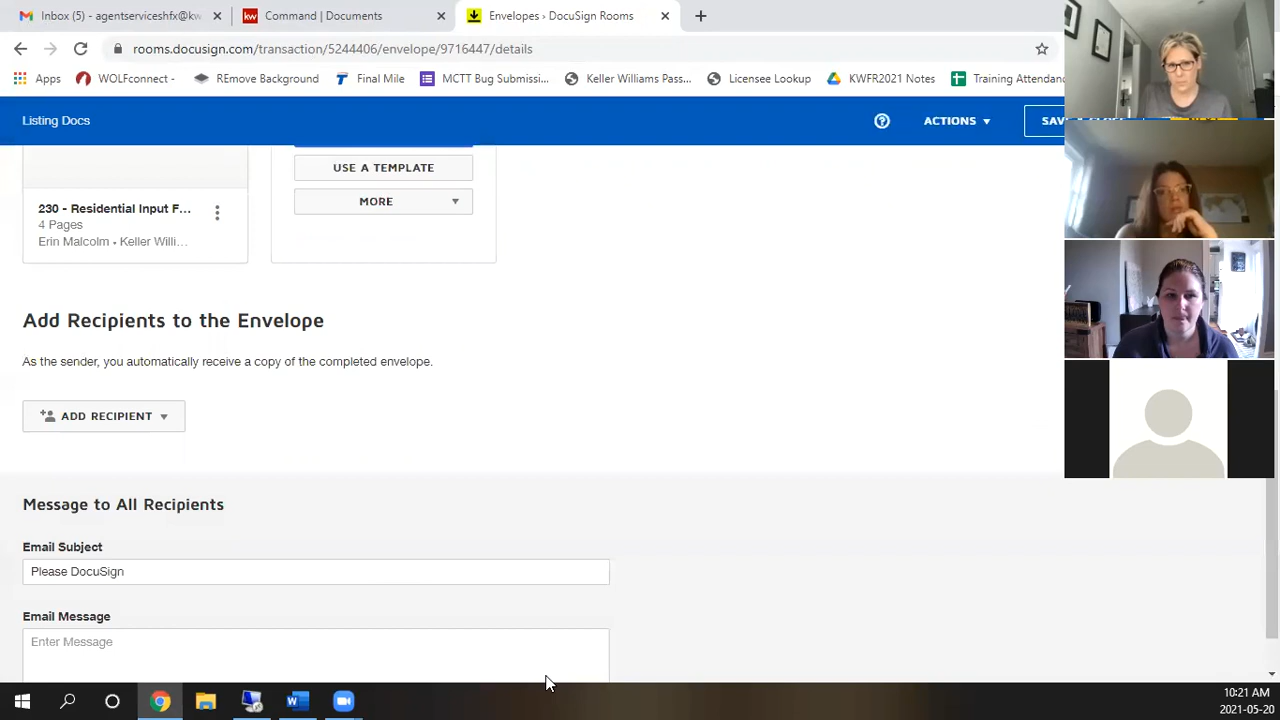 Inbox (5) - agentserviceshfx@kw
Command | Documents
Envelopes › DocuSign Rooms
rooms.docusign.com/transaction/5244406/envelope/9716447/details
Apps
WOLFconnect -
REmove Background
Final Mile
MCTT Bug Submissi...
Keller Williams Pass...
Licensee Lookup
KWFR2021 Notes
Training Attendan
Listing Docs
ACTIONS
USE A TEMPLATE
MORE
230 - Residential Input F...
4 Pages
Erin Malcolm • Keller Willi...
Add Recipients to the Envelope
As the sender, you automatically receive a copy of the completed envelope.
ADD RECIPIENT
Message to All Recipients
Email Subject
Please DocuSign
Email Message
Enter Message
10:21 AM
2021-05-20